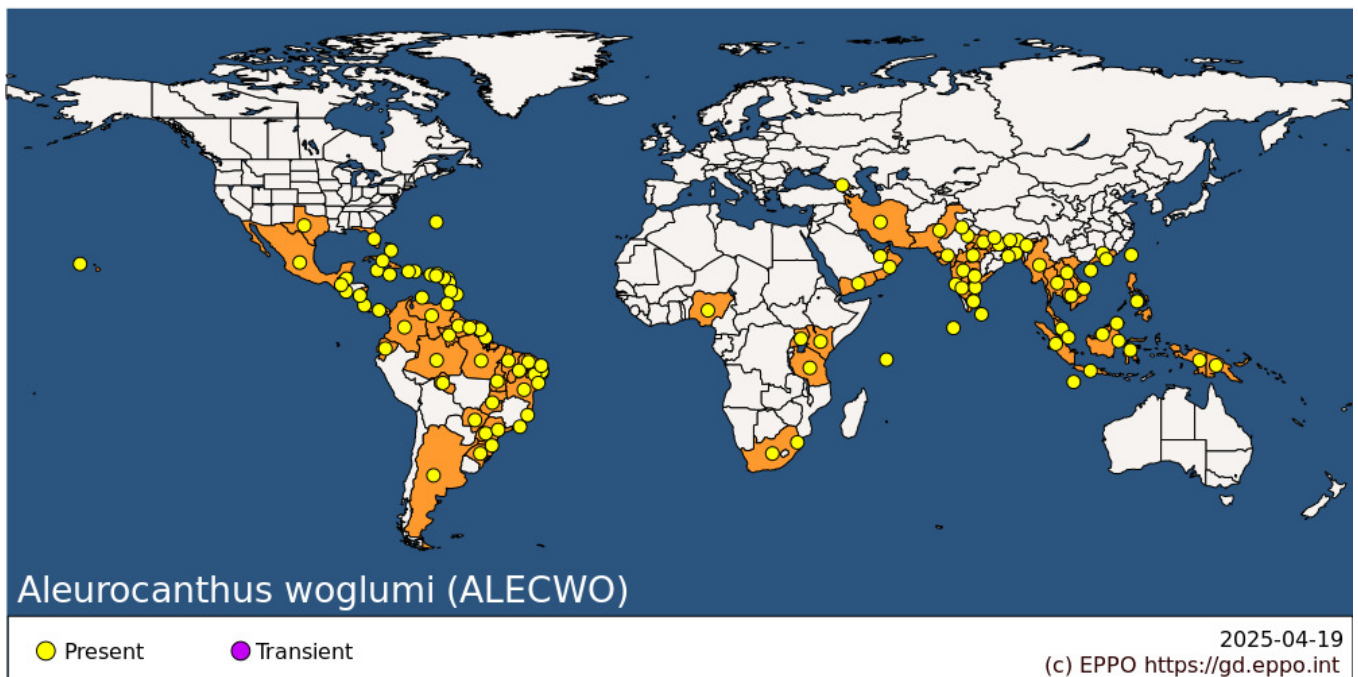 Aleurocanthus woglumi (ALECWO)
Present
Transient
2025-04-19
(c) EPPO https://gd.eppo.int